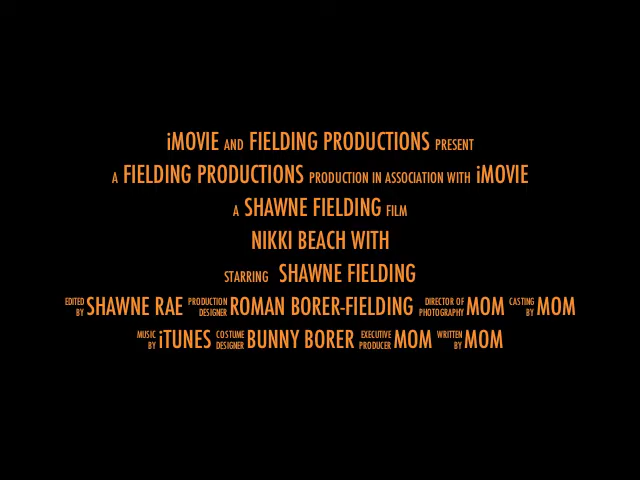 iMOVIE AND FIELDING PRODUCTIONS PRESENT
A FIELDING PRODUCTIONS PRODUCTION IN ASSOCIATION WITH iMOVIE
A SHAWNE FIELDING FILM
NIKKI BEACH WITH
STARRING SHAWNE FIELDING
EDITED BY SHAWNE RAE PRODUCTION DESIGNER ROMAN BORER-FIELDING DIRECTOR OF PHOTOGRAPHY MOM CASTING BY MOM
MUSIC BY iTUNES COSTUME DESIGNER BUNNY BORER EXECUTIVE PRODUCER MOM WRITTEN BY MOM